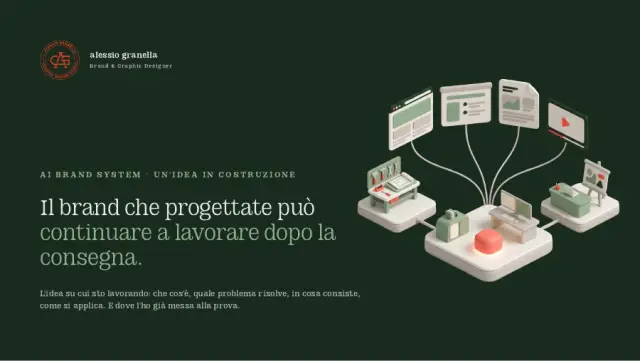 alessio granella
Brand & Graphic Designer
AI BRAND SYSTEM · UN'IDEA IN COSTRUZIONE
Il brand che progettate può
continuare a lavorare dopo la
consegna.
L'idea su cui sto lavorando: che cos'è, quale problema risolve, in cosa consiste,
come si applica. E dove l'ho già messa alla prova.